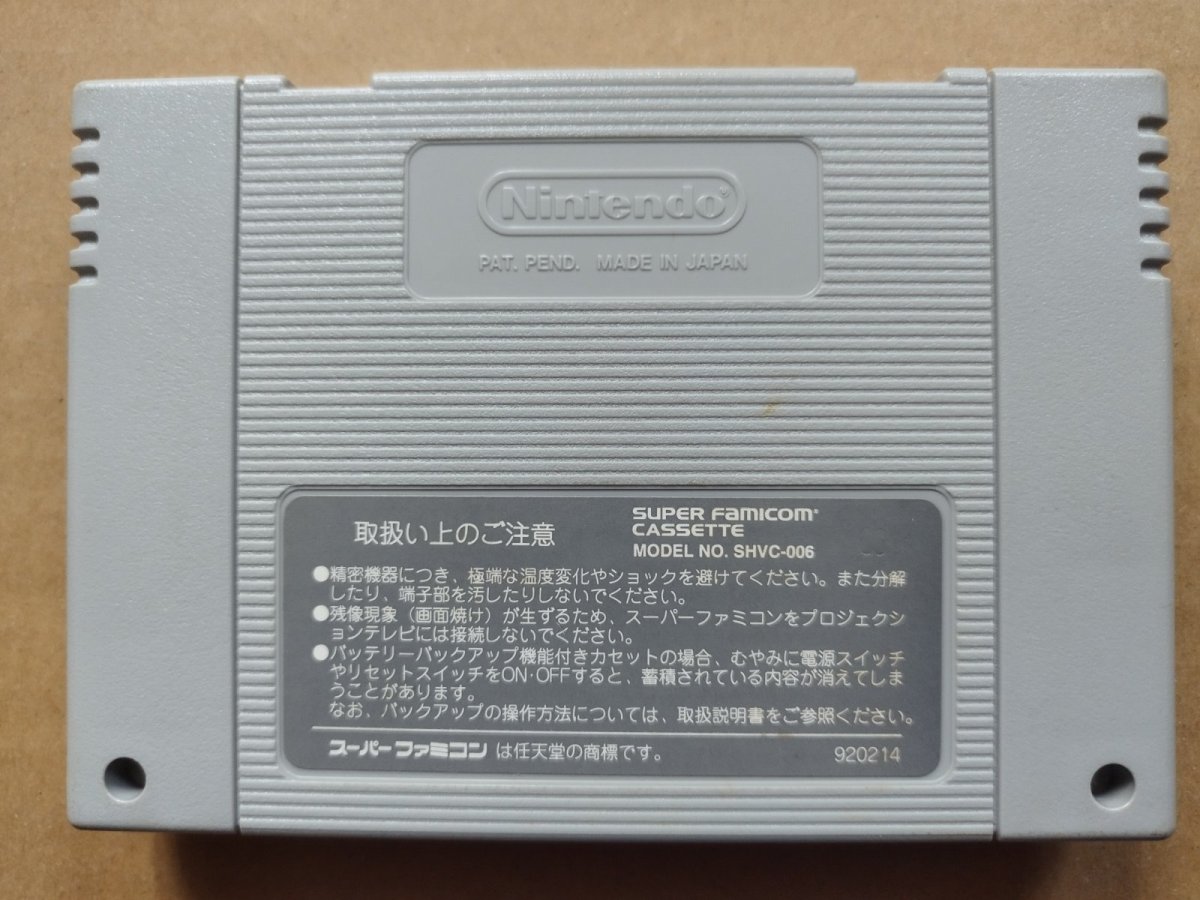 Nintendo®
PAT. PEND. MADE IN JAPAN
取扱い上のご注意
SUPER FAMICOM®
CASSETTE
MODEL NO. SHVC-006
●精密機器につき、極端な温度変化やショックを避けてください。また分解
したり、端子部を汚したりしないでください。
●残像現象（画面焼け）が生ずるため、スーパーファミコンをプロジェクシ
ョンテレビには接続しないでください。
●バッテリーバックアップ機能付きカセットの場合、むやみに電源スイッチ
やリセットスイッチをON・OFFすると、蓄積されている内容が消えてしま
うことがあります。
なお、バックアップの操作方法については、取扱説明書をご参照ください。
スーパーファミコン は任天堂の商標です。
920214